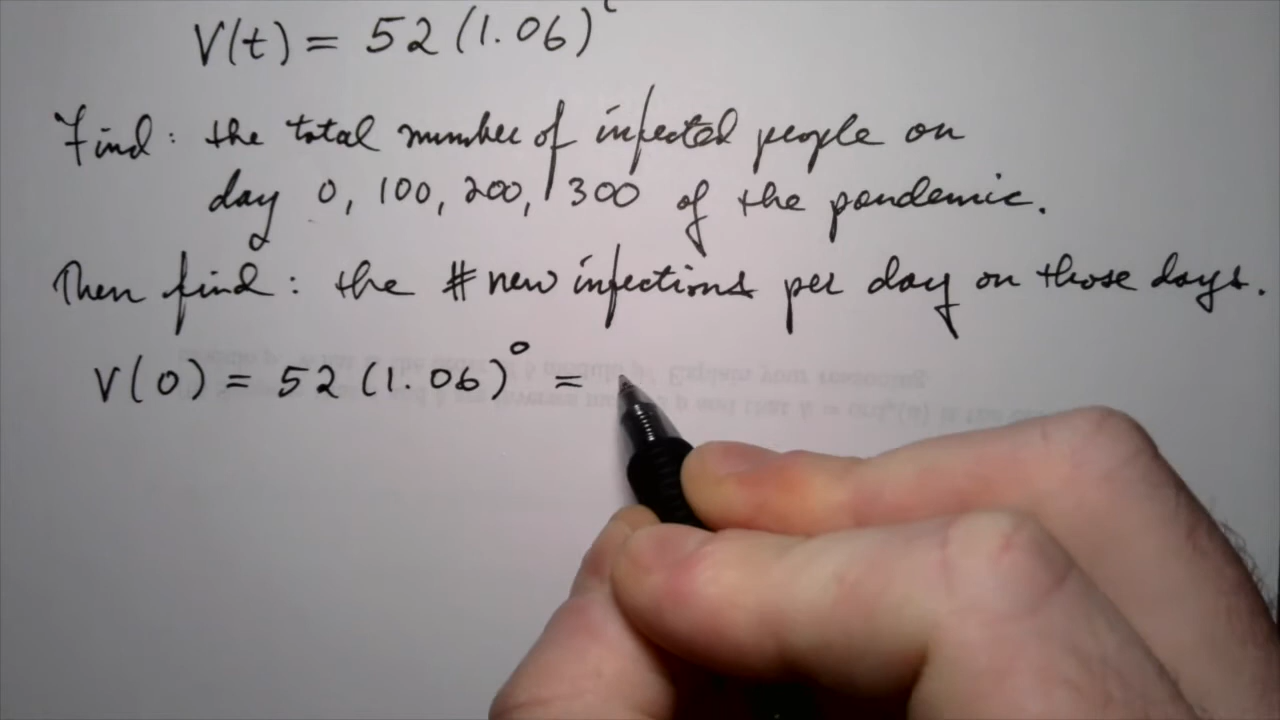 V(t) = 52(1.06)^t
Find: the total number of infected people on
day 0, 100, 200, 300 of the pandemic.
Then find: the # new infections per day on those days.
V(0) = 52(1.06)^0 =